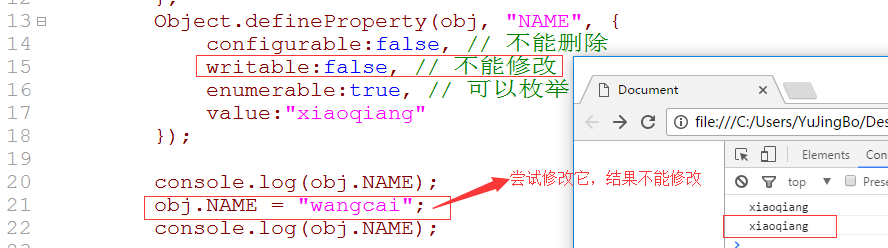 12 };
13 Object.defineProperty(obj, "NAME", {
14 configurable:false, // 不能删除
15 writable:false, // 不能修改
16 enumerable:true, // 可以枚举
17 value:"xiaoqiang"
18 });
19
20 console.log(obj.NAME);
21 obj.NAME = "wangcai";
22 console.log(obj.NAME);
尝试修改它，结果不能修改
Document
file:///C:/Users/YuJingBo/Des
Elements Con
top Prese
xiaoqiang
xiaoqiang